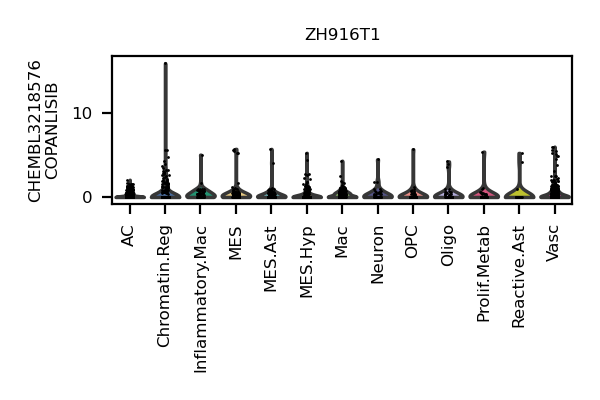 ZH916T1
CHEMBL3218576
COPANLISIB
10
0
AC
Chromatin.Reg
Inflammatory.Mac
MES
MES.Ast
MES.Hyp
Mac
Neuron
OPC
Oligo
Prolif.Metab
Reactive.Ast
Vasc